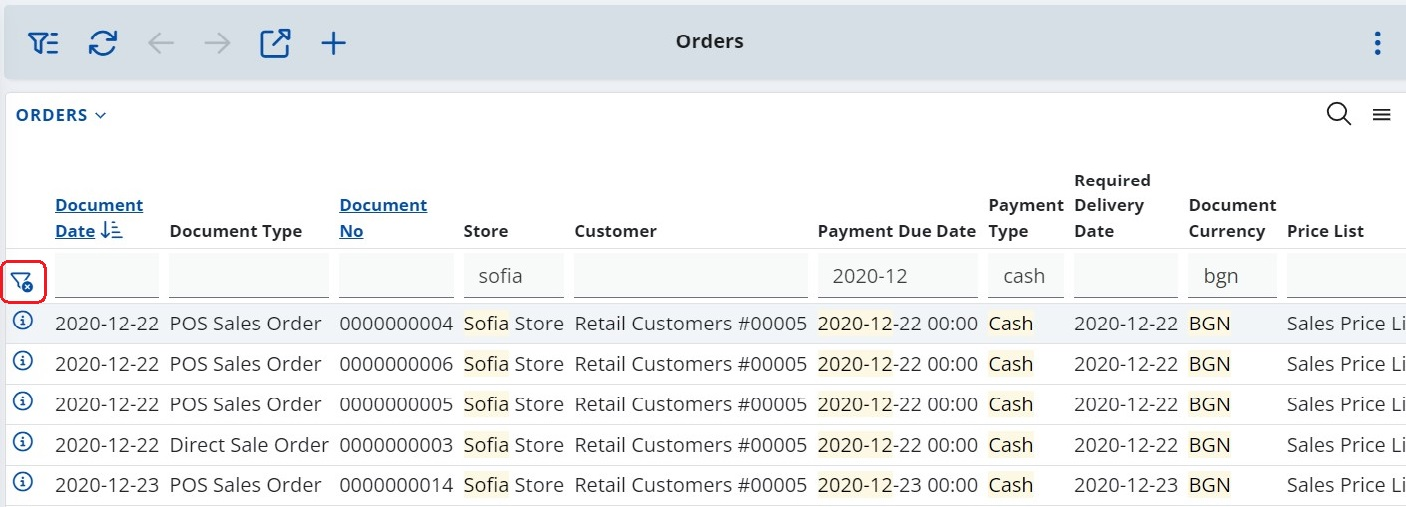 Orders
ORDERS
Document Date Document Type Document No Store Customer Payment Due Date Payment Type Required Delivery Date Document Currency Price List
sofia 2020-12 cash bgn
2020-12-22 POS Sales Order 0000000004 Sofia Store Retail Customers #00005 2020-12-22 00:00 Cash 2020-12-22 BGN Sales Price Li
2020-12-22 POS Sales Order 0000000006 Sofia Store Retail Customers #00005 2020-12-22 00:00 Cash 2020-12-22 BGN Sales Price Li
2020-12-22 POS Sales Order 0000000005 Sofia Store Retail Customers #00005 2020-12-22 00:00 Cash 2020-12-22 BGN Sales Price Li
2020-12-22 Direct Sale Order 0000000003 Sofia Store Retail Customers #00005 2020-12-22 00:00 Cash 2020-12-22 BGN Sales Price Li
2020-12-23 POS Sales Order 0000000014 Sofia Store Retail Customers #00005 2020-12-23 00:00 Cash 2020-12-23 BGN Sales Price Li